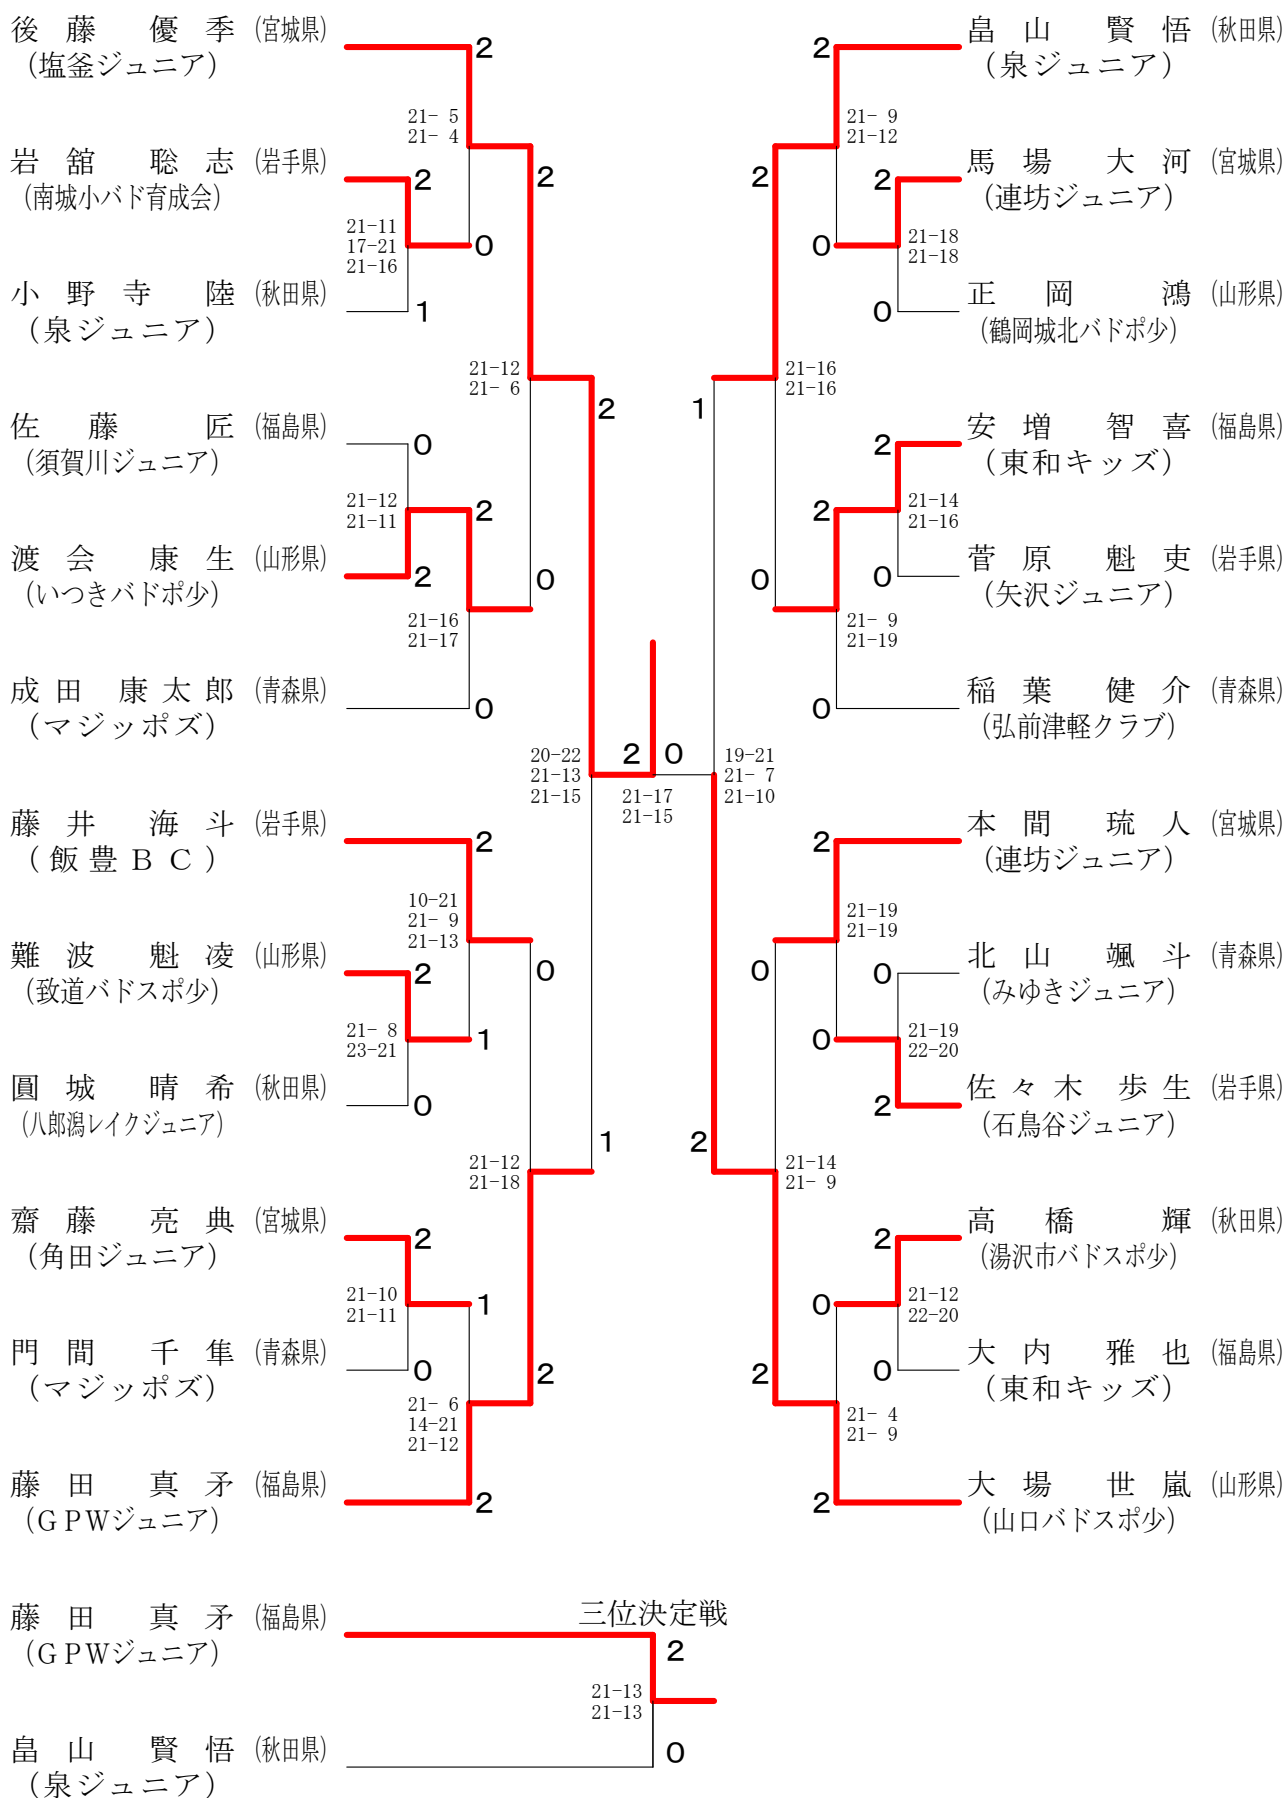 後藤 優季 (宮城県)
(塩釜ジュニア)
2
21- 5
21- 4
岩舘 聡志 (岩手県)
(南城小バド育成会)
2
2
21-11
17-21
21-16
0
小野寺 陸 (秋田県)
(泉ジュニア)
1
21-12
21- 6
2
佐藤 匠 (福島県)
(須賀川ジュニア)
0
21-12
21-11
2
渡会 康生 (山形県)
(いつきバドポ少)
2
0
21-16
21-17
成田 康太郎 (青森県)
(マジッポズ)
0
20-22
21-13
21-15
2
0
21-17
21-15
藤井 海斗 (岩手県)
(飯豊BC)
2
10-21
21- 9
21-13
難波 魁凌 (山形県)
(致道バドスポ少)
2
0
21- 8
23-21
1
圓城 晴希 (秋田県)
(八郎潟レイクジュニア)
0
1
21-12
21-18
齋藤 亮典 (宮城県)
(角田ジュニア)
2
21-10
21-11
1
門間 千隼 (青森県)
(マジッポズ)
0
2
21- 6
14-21
21-12
藤田 真矛 (福島県)
(GPWジュニア)
2
畠山 賢悟 (秋田県)
(泉ジュニア)
2
21- 9
21-12
馬場 大河 (宮城県)
(連坊ジュニア)
2
2
21-18
21-18
0
正岡 鴻 (山形県)
(鶴岡城北バドポ少)
0
21-16
21-16
1
安増 智喜 (福島県)
(東和キッズ)
2
21-14
21-16
2
菅原 魁吏 (岩手県)
(矢沢ジュニア)
0
0
21- 9
21-19
稲葉 健介 (青森県)
(弘前津軽クラブ)
0
19-21
21- 7
21-10
本間 琉人 (宮城県)
(連坊ジュニア)
2
21-19
21-19
北山 颯斗 (青森県)
(みゆきジュニア)
0
0
21-19
22-20
0
佐々木 歩生 (岩手県)
(石鳥谷ジュニア)
2
2
21-14
21- 9
高橋 輝 (秋田県)
(湯沢市バドスポ少)
2
21-12
22-20
0
大内 雅也 (福島県)
(東和キッズ)
0
2
21- 4
21- 9
大場 世嵐 (山形県)
(山口バドスポ少)
2
三位決定戦
藤田 真矛 (福島県)
(GPWジュニア)
2
21-13
21-13
畠山 賢悟 (秋田県)
(泉ジュニア)
0